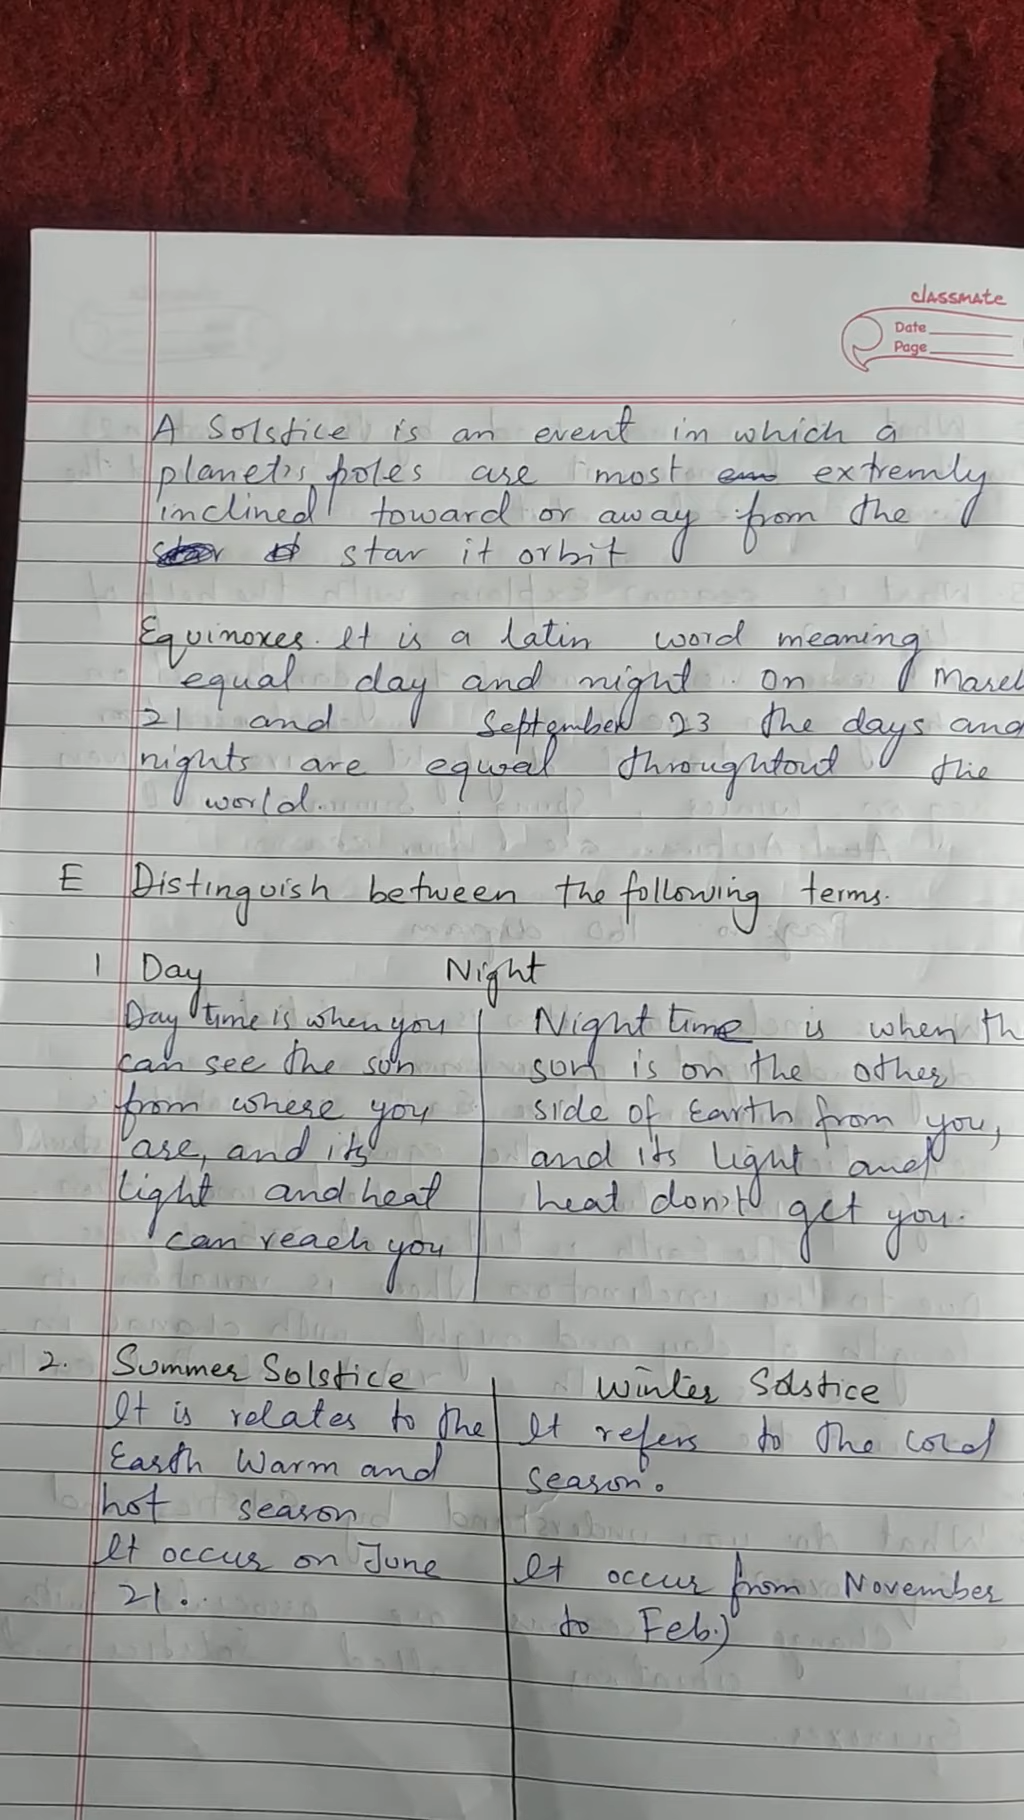 classmate
Date
Page
A Solstice is an event in which a
planet's poles are most extremly
inclined toward or away from the
star it orbit
Equinoxes. It is a latin word meaning
equal day and night. On March
21 and September 23 the days and
nights are equal throughtout the
world.
E Distinguish between the following terms.
1 Day Night
Day time is when you
can see the son
from where you
are, and its
light and heat
can reach you
Night time is when th
son is on the other
side of Earth from you,
and its light and
heat don't get you.
2. Summer Solstice
It is relates to the
Earth Warm and
hot season
It occur on June
21.
Winter Solstice
It refers to the cold
season.
It occur from November
to Feb.)